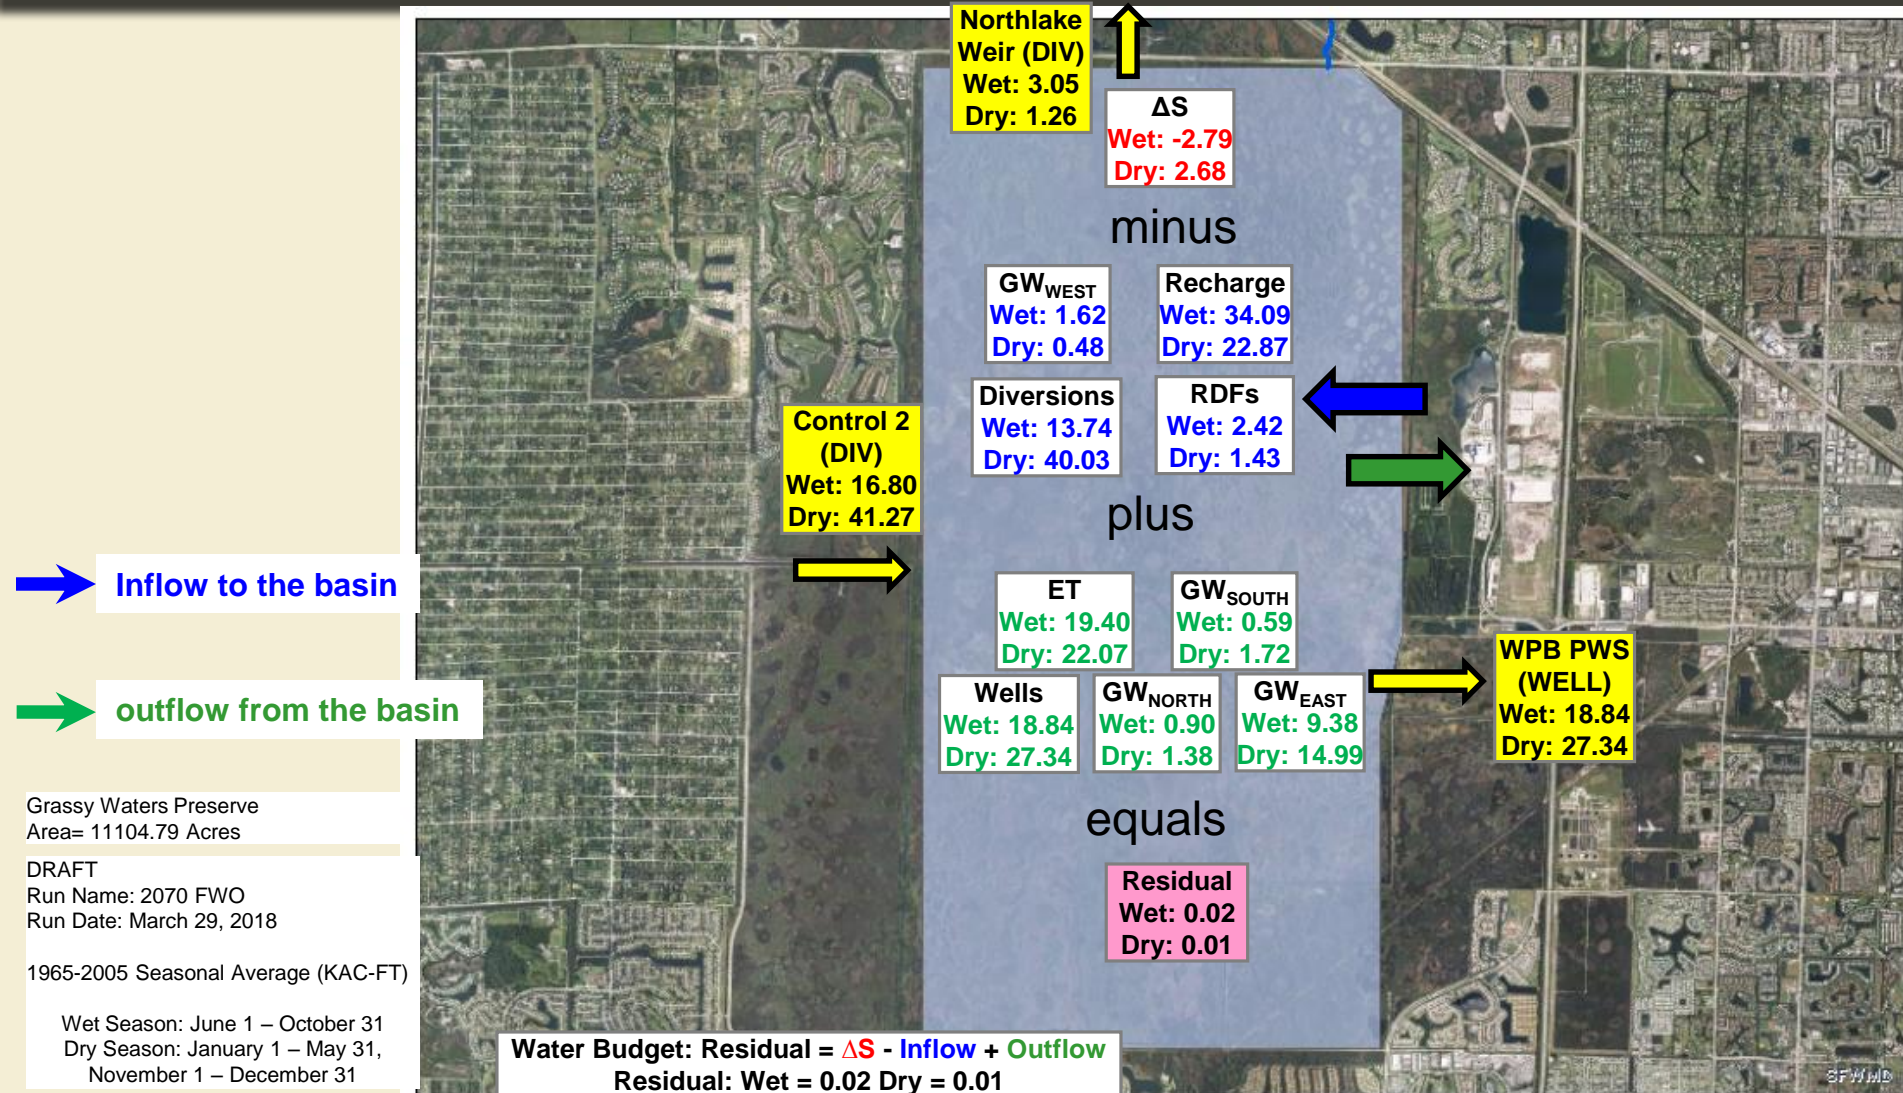 Northlake
Weir (DIV)
Wet: 3.05
Dry: 1.26
ΔS
Wet: -2.79
Dry: 2.68
minus
GWWEST
Wet: 1.62
Dry: 0.48
Recharge
Wet: 34.09
Dry: 22.87
Diversions
Wet: 13.74
Dry: 40.03
RDFs
Wet: 2.42
Dry: 1.43
Control 2
(DIV)
Wet: 16.80
Dry: 41.27
plus
Inflow to the basin
outflow from the basin
ET
Wet: 19.40
Dry: 22.07
GWSOUTH
Wet: 0.59
Dry: 1.72
Wells
Wet: 18.84
Dry: 27.34
GWNORTH
Wet: 0.90
Dry: 1.38
GWEAST
Wet: 9.38
Dry: 14.99
WPB PWS
(WELL)
Wet: 18.84
Dry: 27.34
equals
Residual
Wet: 0.02
Dry: 0.01
Grassy Waters Preserve
Area= 11104.79 Acres
DRAFT
Run Name: 2070 FWO
Run Date: March 29, 2018
1965-2005 Seasonal Average (KAC-FT)
Wet Season: June 1 – October 31
Dry Season: January 1 – May 31,
November 1 – December 31
Water Budget: Residual = ΔS - Inflow + Outflow
Residual: Wet = 0.02 Dry = 0.01
SFWMD